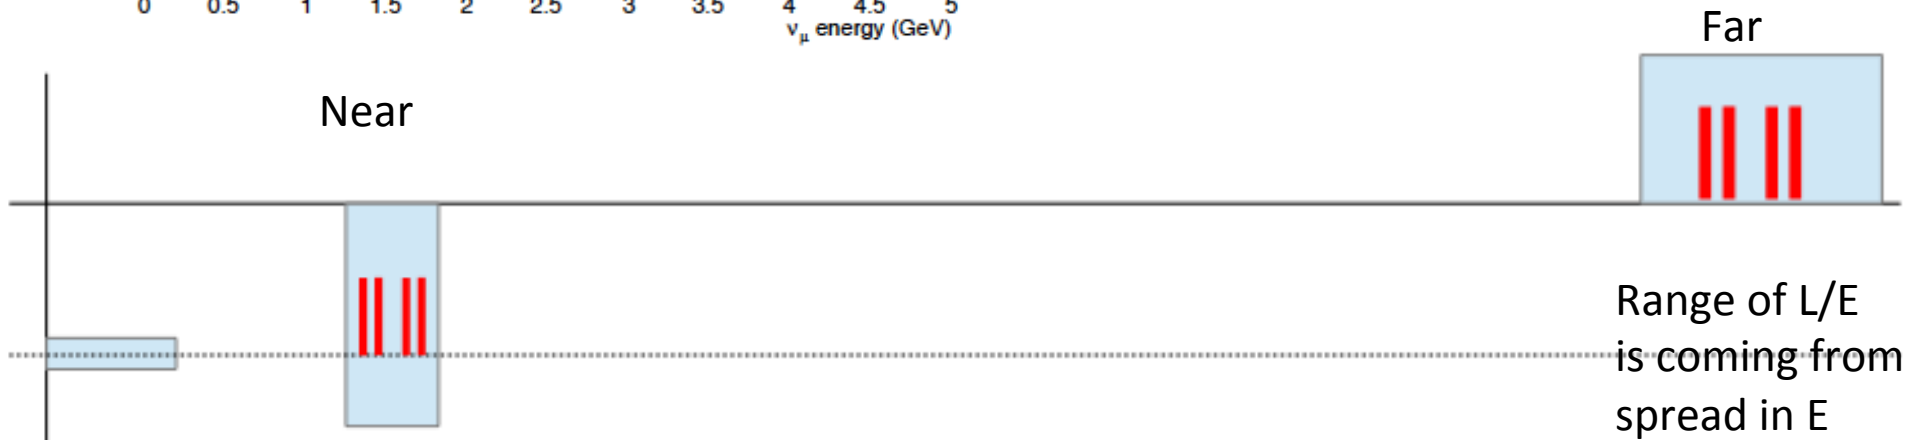 0 0.5 1 1.5 2 2.5 3 3.5 4 4.5 5
νμ energy (GeV)
Far
Near
Range of L/E
is coming from
spread in E